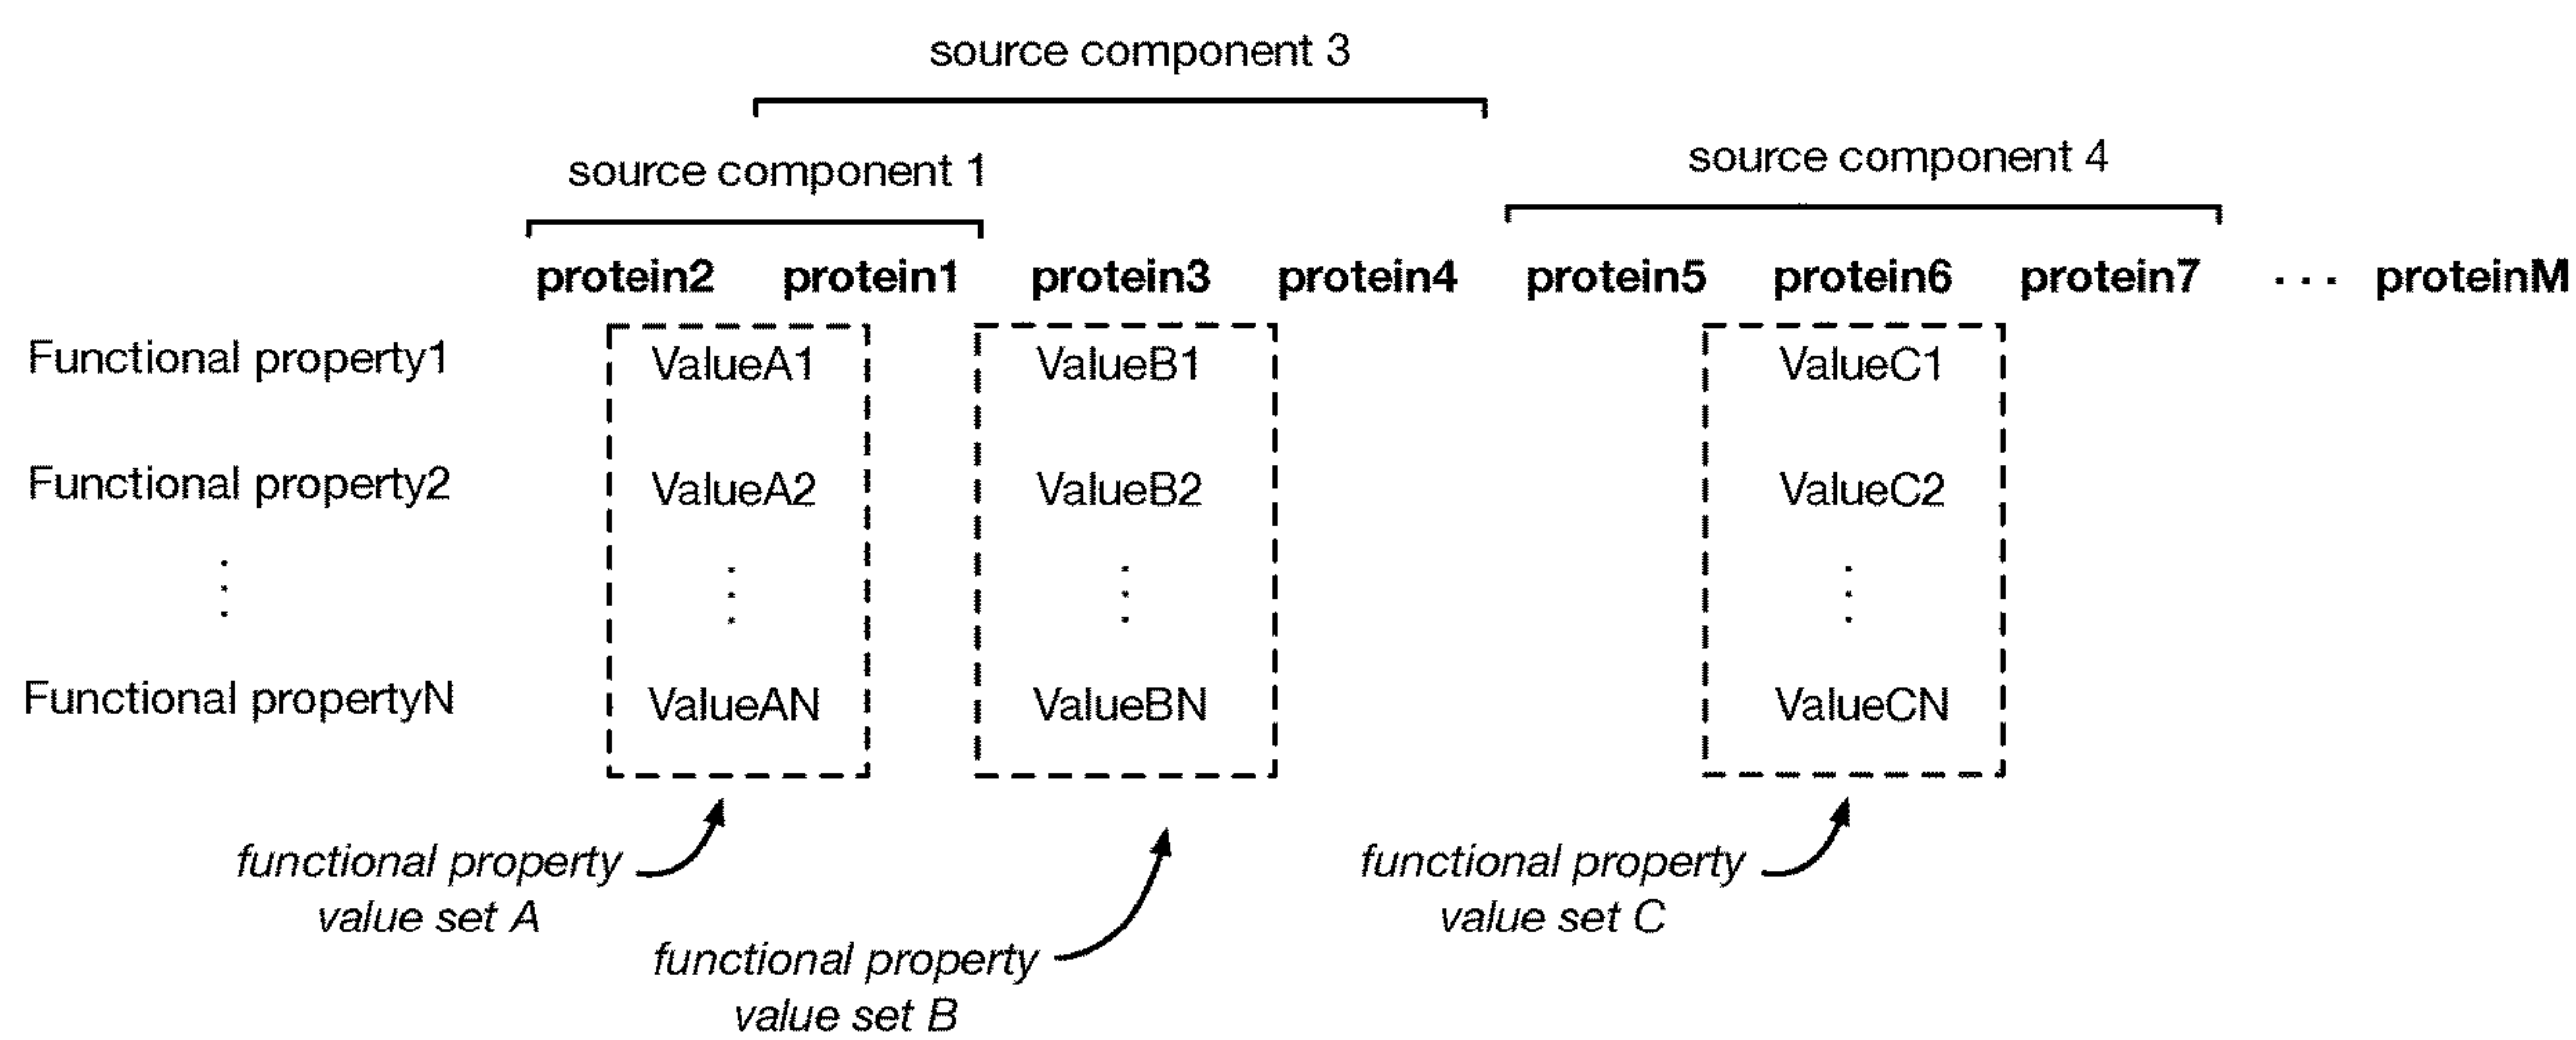 source component 3
source component 1
source component 4
protein2 protein1 protein3 protein4 protein5 protein6 protein7 ... proteinM
Functional property1 ValueA1 ValueB1 ValueC1
Functional property2 ValueA2 ValueB2 ValueC2
Functional propertyN ValueAN ValueBN ValueCN
functional property
value set A
functional property
value set B
functional property
value set C